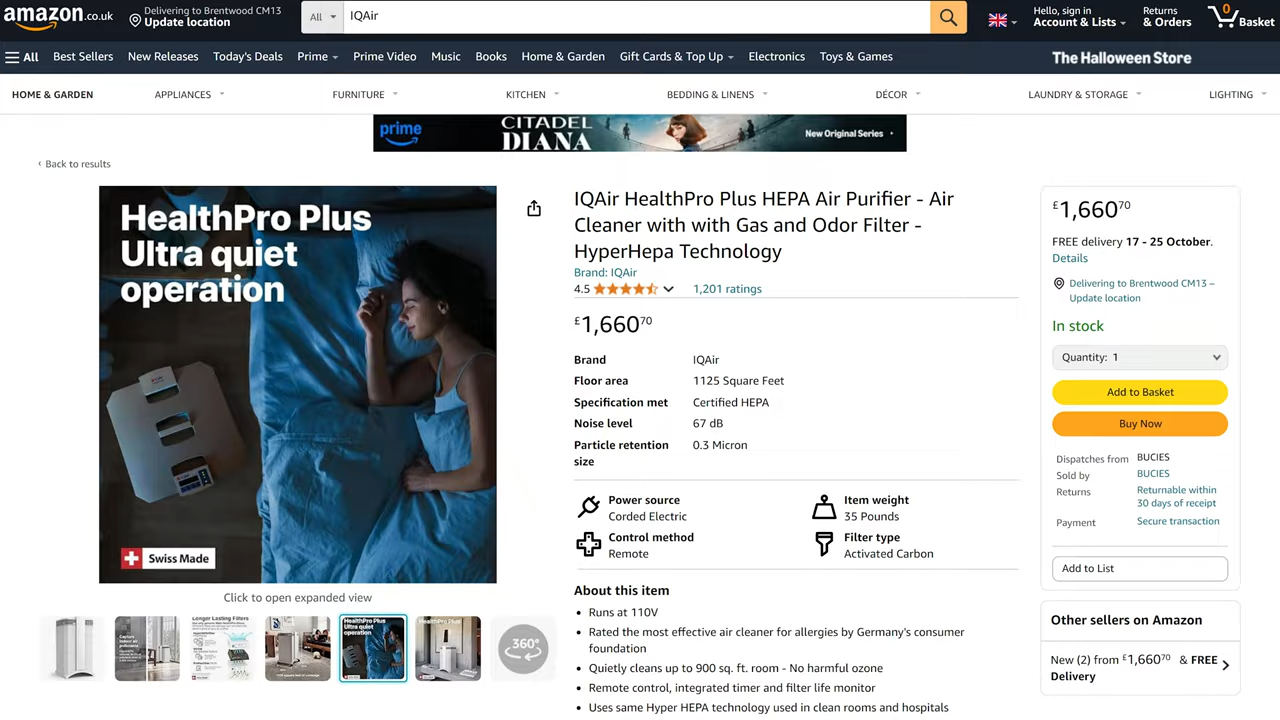 amazon.co.uk
Delivering to Brentwood CM13
Update location
All
IQAir
Hello, sign in
Account & Lists
Returns
& Orders
0
Basket
All
Best Sellers
New Releases
Today's Deals
Prime
Prime Video
Music
Books
Home & Garden
Gift Cards & Top Up
Electronics
Toys & Games
The Halloween Store
HOME & GARDEN
APPLIANCES
FURNITURE
KITCHEN
BEDDING & LINENS
DÉCOR
LAUNDRY & STORAGE
LIGHTING
prime
CITADEL
DIANA
New Original Series
‹ Back to results
HealthPro Plus
Ultra quiet
operation
Swiss Made
Click to open expanded view
HealthPro Plus
Ultra quiet
operation
360°
IQAir HealthPro Plus HEPA Air Purifier - Air
Cleaner with with Gas and Odor Filter -
HyperHepa Technology
Brand: IQAir
4.5
1,201 ratings
£1,660⁷⁰
Brand IQAir
Floor area 1125 Square Feet
Specification met Certified HEPA
Noise level 67 dB
Particle retention 0.3 Micron
size
Power source
Corded Electric
Item weight
35 Pounds
Control method
Remote
Filter type
Activated Carbon
About this item
• Runs at 110V
• Rated the most effective air cleaner for allergies by Germany's consumer
foundation
• Quietly cleans up to 900 sq. ft. room - No harmful ozone
• Remote control, integrated timer and filter life monitor
• Uses same Hyper HEPA technology used in clean rooms and hospitals
£1,660⁷⁰
FREE delivery 17 - 25 October.
Details
Delivering to Brentwood CM13 –
Update location
In stock
Quantity: 1
Add to Basket
Buy Now
Dispatches from BUCIES
Sold by BUCIES
Returns Returnable within
30 days of receipt
Payment Secure transaction
Add to List
Other sellers on Amazon
New (2) from £1,660⁷⁰ & FREE
Delivery